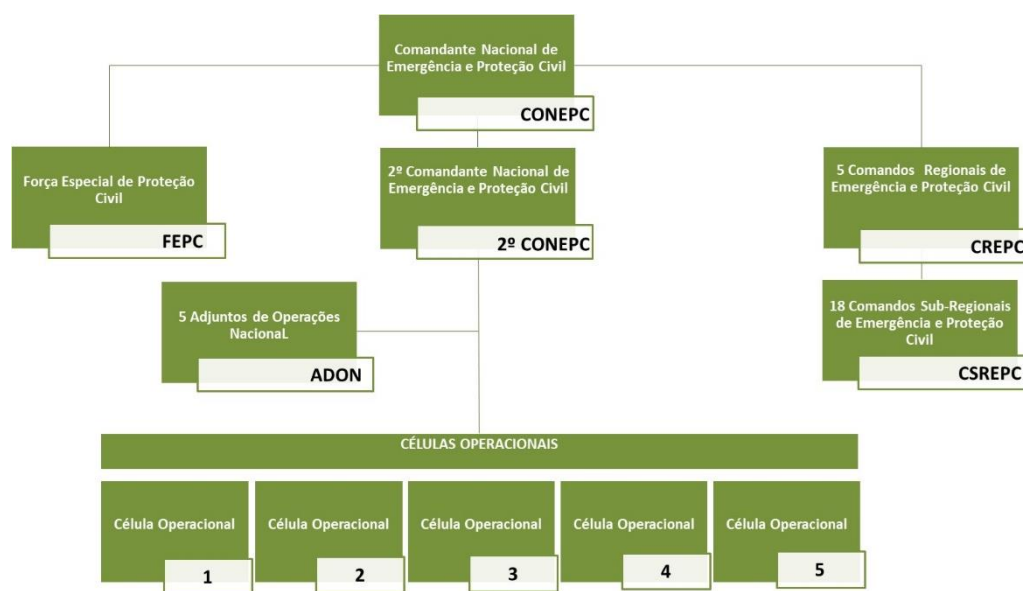 Comandante Nacional de
Emergência e Proteção Civil
CONEPC
Força Especial de Proteção
Civil
FEPC
2º Comandante Nacional de
Emergência e Proteção Civil
2º CONEPC
5 Comandos Regionais de
Emergência e Proteção Civil
CREPC
5 Adjuntos de Operações
NacionaL
ADON
18 Comandos Sub-Regionais
de Emergência e Proteção
Civil
CSREPC
CÉLULAS OPERACIONAIS
Célula Operacional
1
Célula Operacional
2
Célula Operacional
3
Célula Operacional
4
Célula Operacional
5